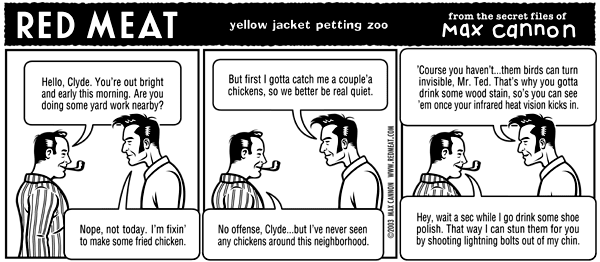 RED MEAT
yellow jacket petting zoo
from the secret files of
Max cannon
Hello, Clyde. You're out bright
and early this morning. Are you
doing some yard work nearby?
Nope, not today. I'm fixin'
to make some fried chicken.
But first I gotta catch me a couple'a
chickens, so we better be real quiet.
No offense, Clyde...but I've never seen
any chickens around this neighborhood.
©2003 MAX CANNON WWW.REDMEAT.COM
'Course you haven't...them birds can turn
invisible, Mr. Ted. That's why you gotta
drink some wood stain, so's you can see
'em once your infrared heat vision kicks in.
Hey, wait a sec while I go drink some shoe
polish. That way I can stun them for you
by shooting lightning bolts out of my chin.